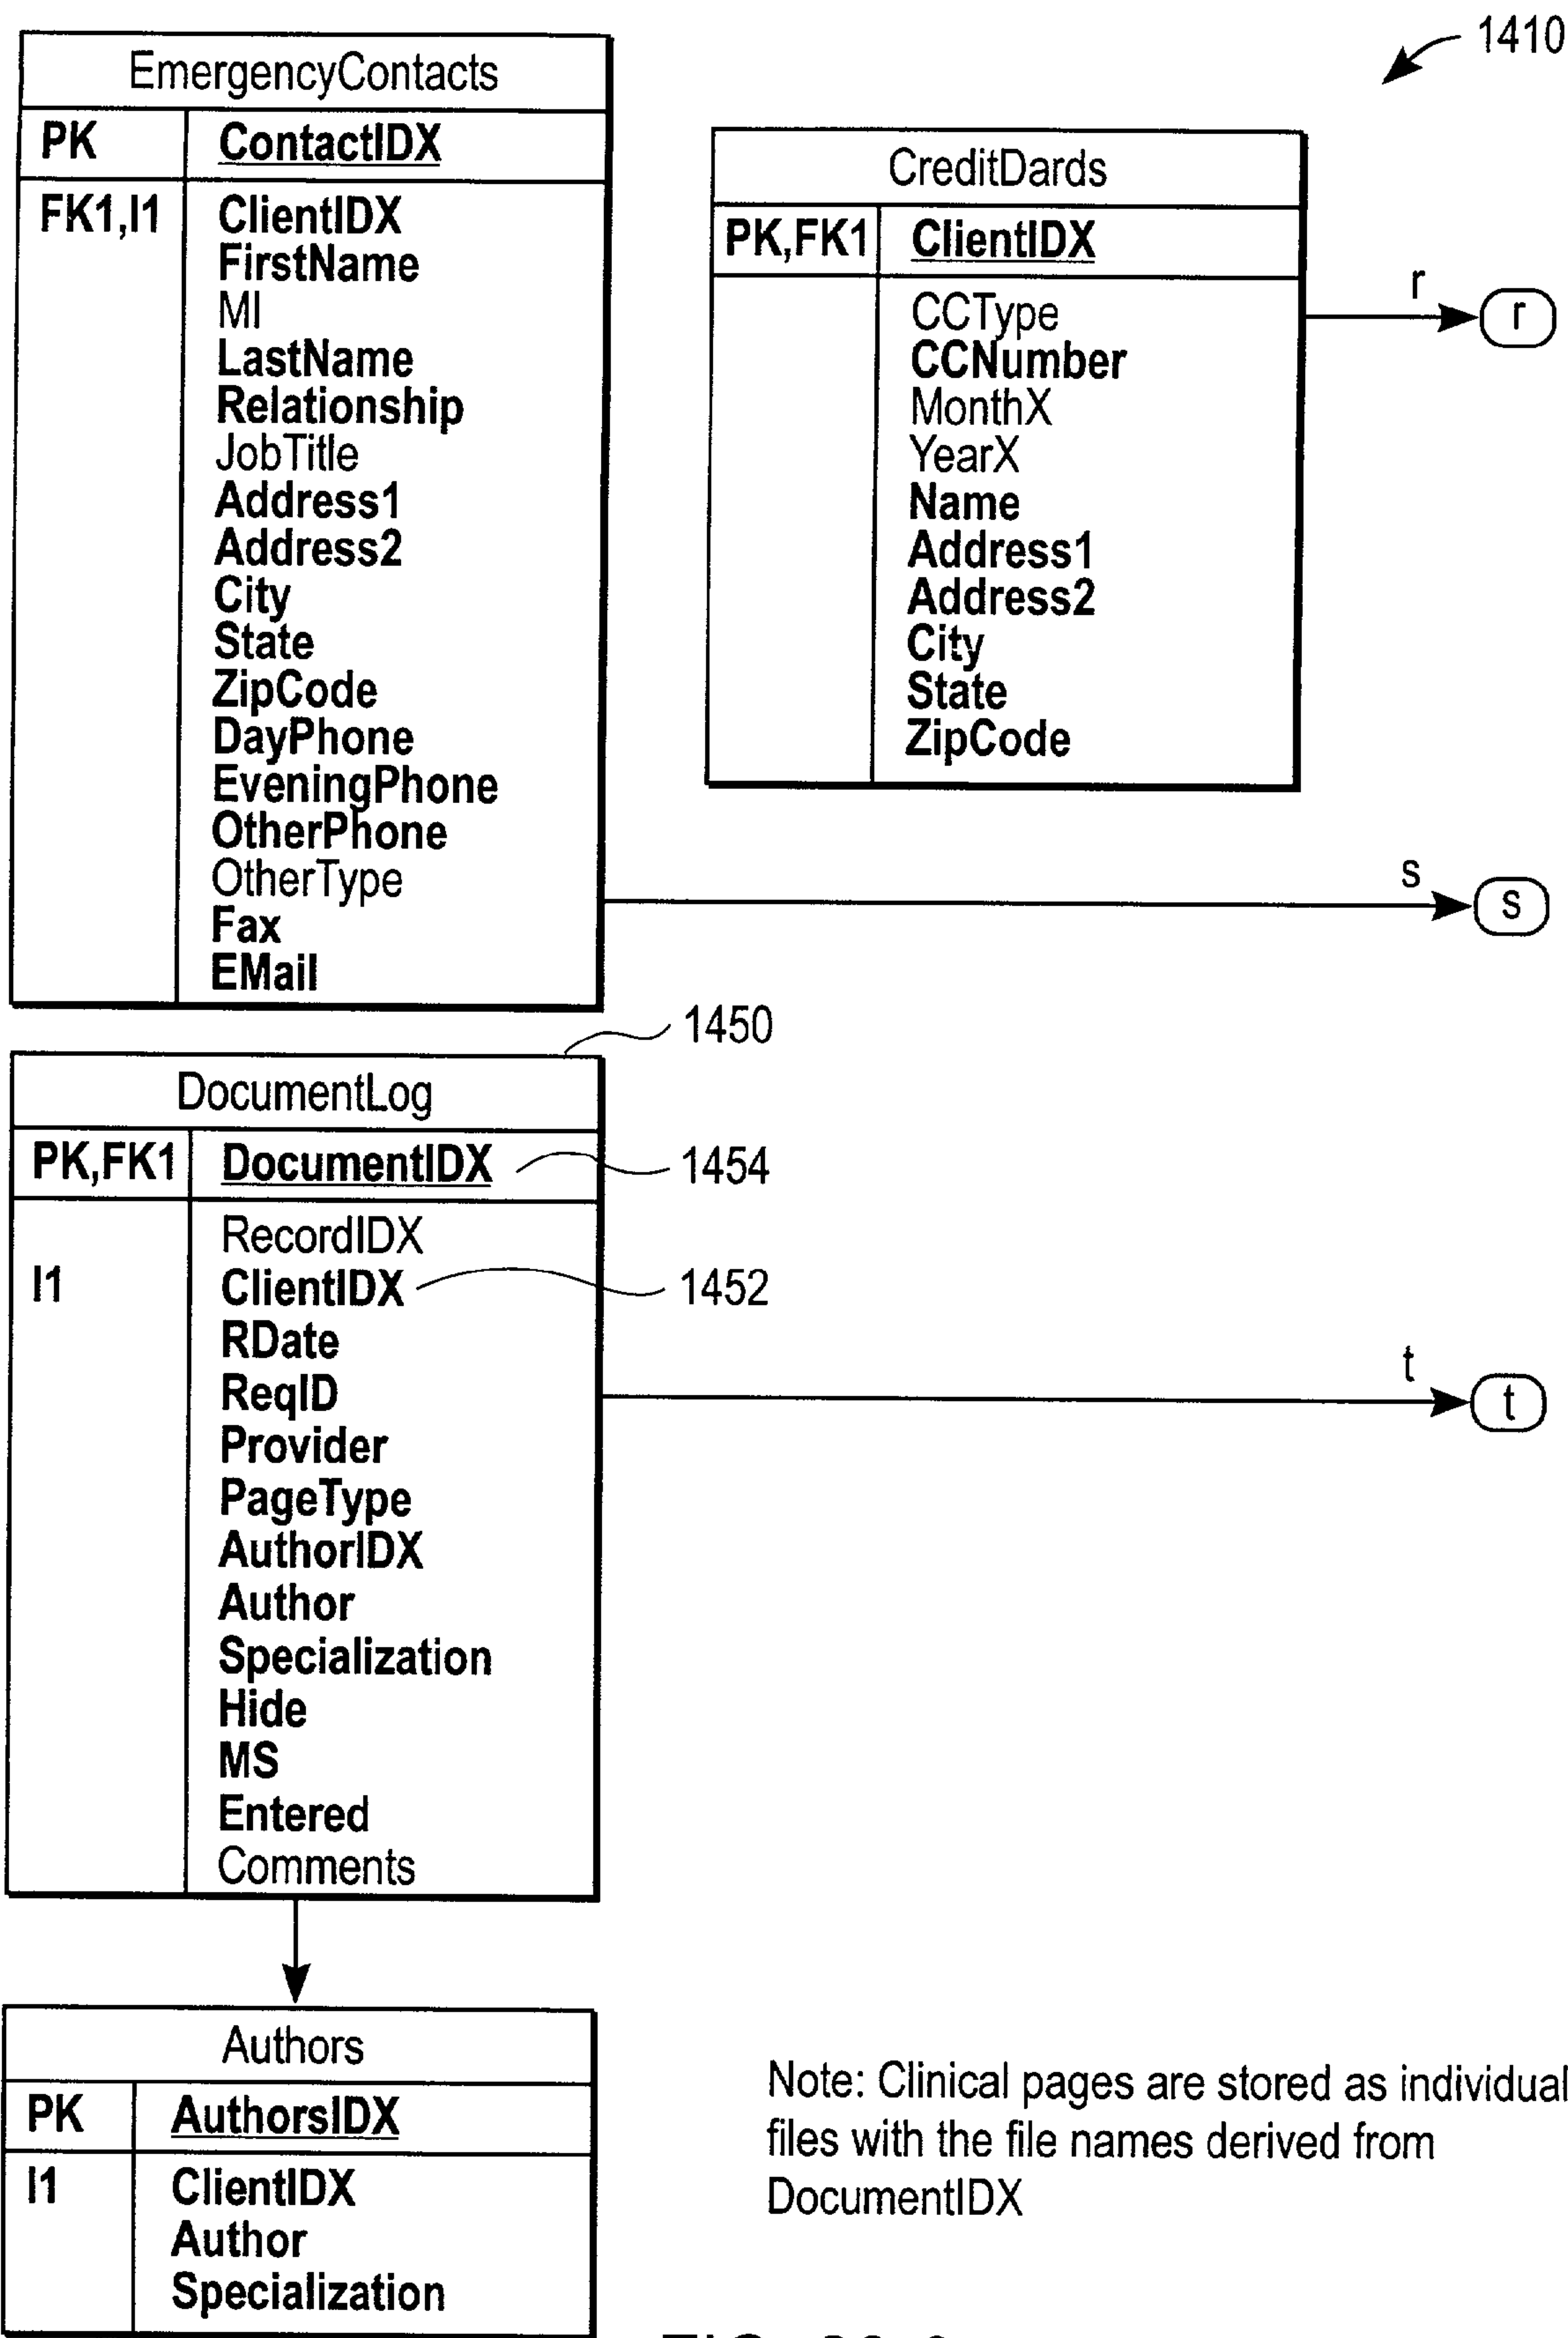 1410
EmergencyContacts
PK ContactIDX
FK1,I1 ClientIDX
FirstName
MI
LastName
Relationship
JobTitle
Address1
Address2
City
State
ZipCode
DayPhone
EveningPhone
OtherPhone
OtherType
Fax
EMail
CreditDards
PK,FK1 ClientIDX
CCType
CCNumber
MonthX
YearX
Name
Address1
Address2
City
State
ZipCode
r
r
s
s
1450
DocumentLog
PK,FK1 DocumentIDX
1454
RecordIDX
I1 ClientIDX
1452
RDate
ReqID
Provider
PageType
AuthorIDX
Author
Specialization
Hide
MS
Entered
Comments
t
t
Authors
PK AuthorsIDX
I1 ClientIDX
Author
Specialization
Note: Clinical pages are stored as individual
files with the file names derived from
DocumentIDX